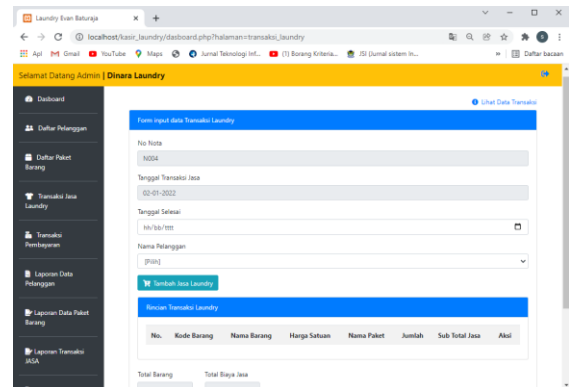 Laundry Evan Baturaja
localhost/kasir_laundry/dasboard.php?halaman=transaksi_laundry
Apl Gmail YouTube Maps Jurnal Teknologi Inf... (1) Borang Kriteria... JSI (Jurnal sistem in... Daftar bacaan
Selamat Datang Admin | Dinara Laundry
Dasboard
Daftar Pelanggan
Daftar Paket
Barang
Transaksi Jasa
Laundry
Transaksi
Pembayaran
Laporan Data
Pelanggan
Laporan Data Paket
Barang
Laporan Transaksi
JASA
Lihat Data Transaksi
Form input data Transaksi Laundry
No Nota
N004
Tanggal Transaksi Jasa
02-01-2022
Tanggal Selesai
hh/bb/tttt
Nama Pelanggan
[Pilih]
Tambah Jasa Laundry
Rincian Transaksi Laundry
No. Kode Barang Nama Barang Harga Satuan Nama Paket Jumlah Sub Total Jasa Aksi
Total Barang Total Biaya Jasa